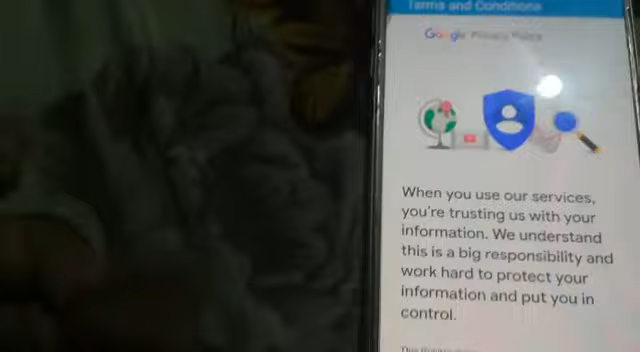 Terms and Conditions
Google Privacy Policy
When you use our services,
you're trusting us with your
information. We understand
this is a big responsibility and
work hard to protect your
information and put you in
control.